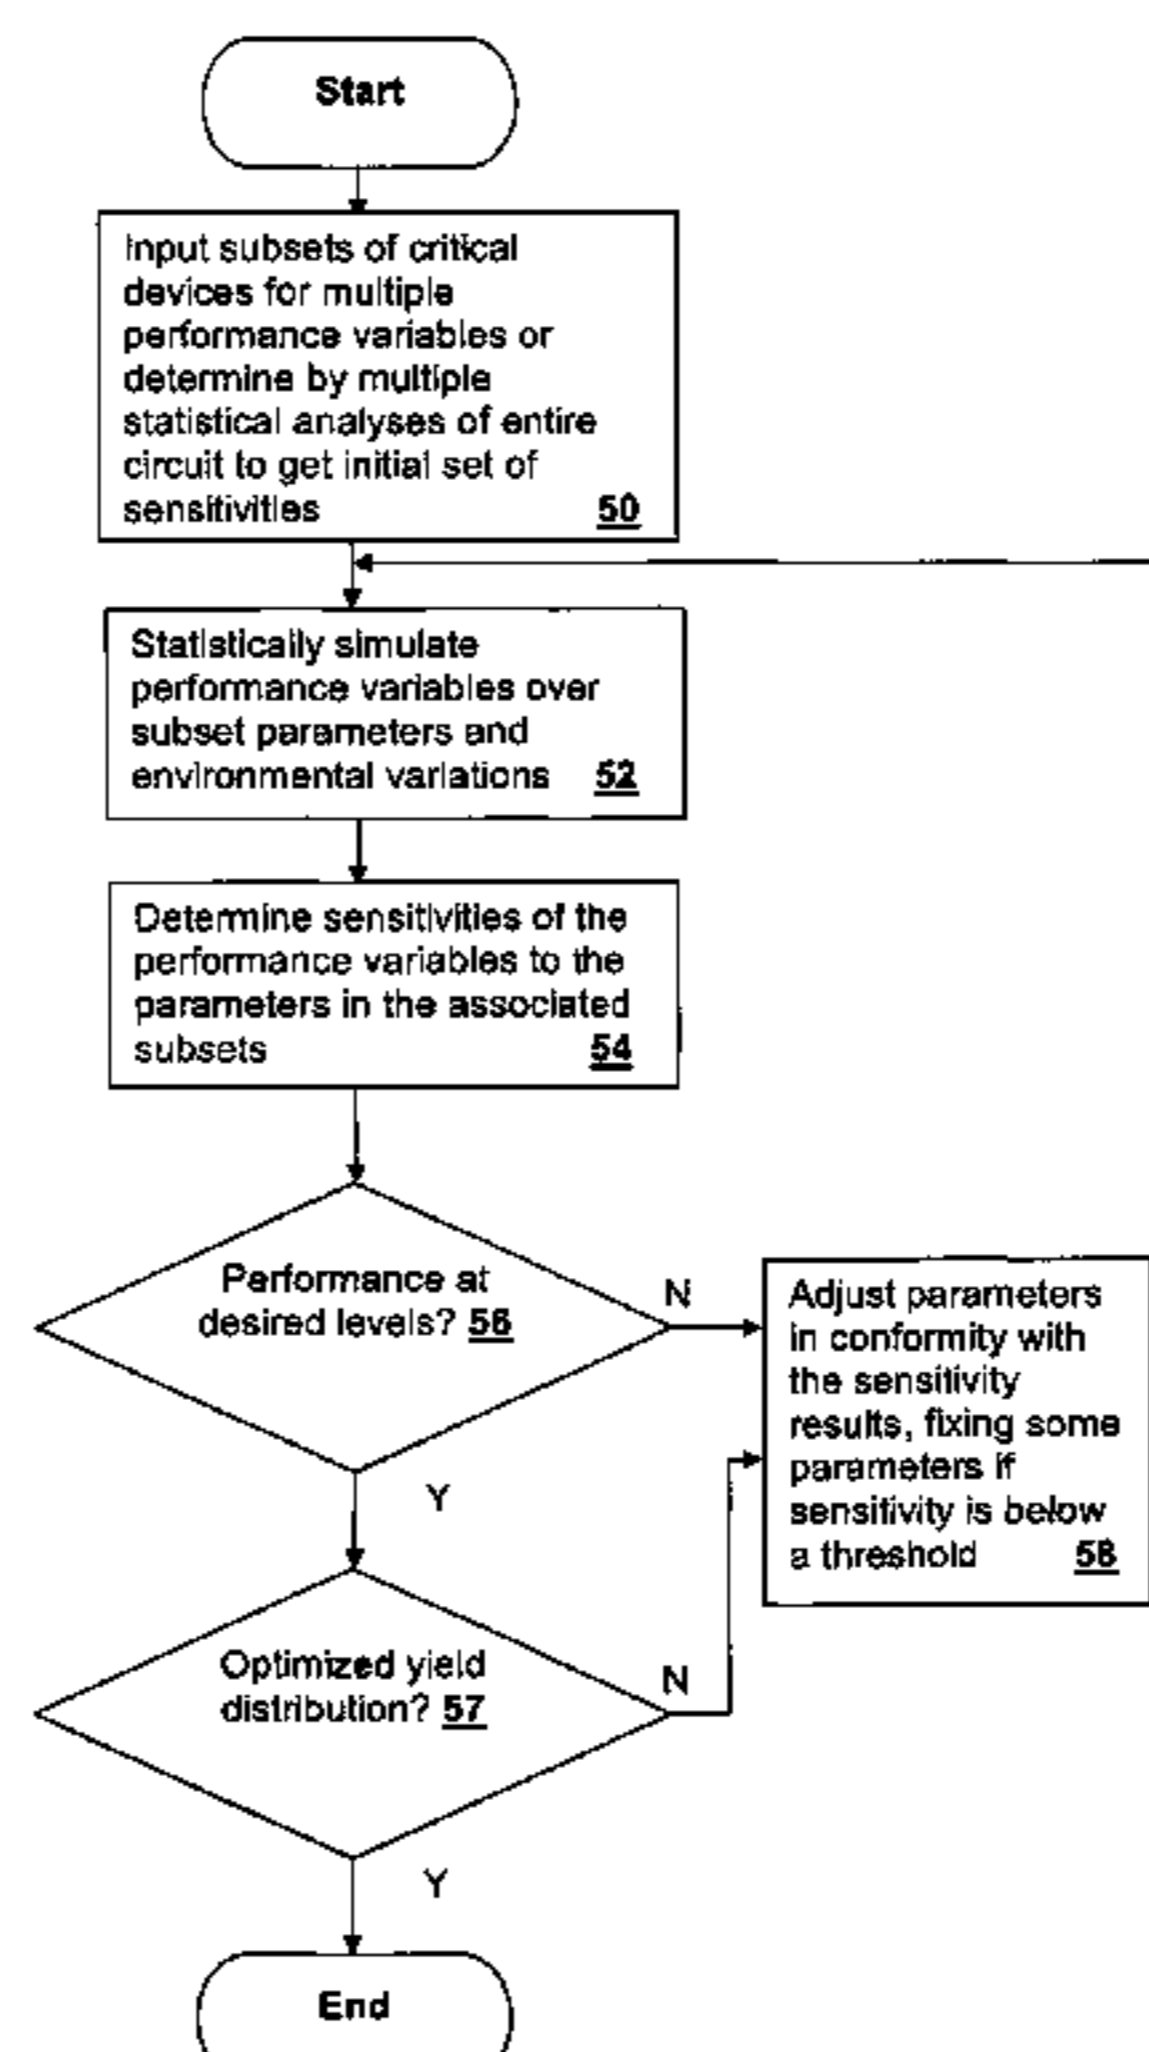 Start
Input subsets of critical
devices for multiple
performance variables or
determine by multiple
statistical analyses of entire
circuit to get initial set of
sensitivities 50
Statistically simulate
performance variables over
subset parameters and
environmental variations 52
Determine sensitivities of the
performance variables to the
parameters in the associated
subsets 54
Performance at
desired levels? 56
N
Adjust parameters
in conformity with
the sensitivity
results, fixing some
parameters if
sensitivity is below
a threshold 58
Y
Optimized yield
distribution? 57
N
Y
End